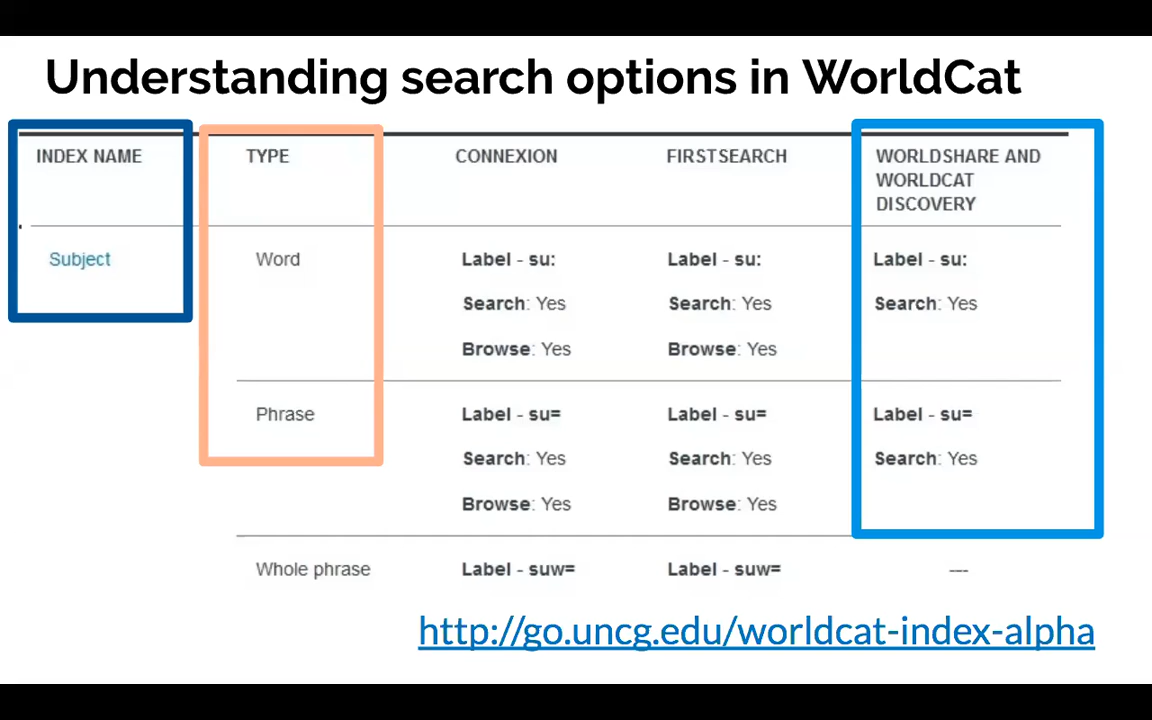 Understanding search options in WorldCat
INDEX NAME TYPE CONNEXION FIRSTSEARCH WORLDSHARE AND
WORLDCAT
DISCOVERY
Subject Word Label - su: Label - su: Label - su:
Search: Yes Search: Yes Search: Yes
Browse: Yes Browse: Yes
Phrase Label - su= Label - su= Label - su=
Search: Yes Search: Yes Search: Yes
Browse: Yes Browse: Yes
Whole phrase Label - suw= Label - suw= ---
http://go.uncg.edu/worldcat-index-alpha